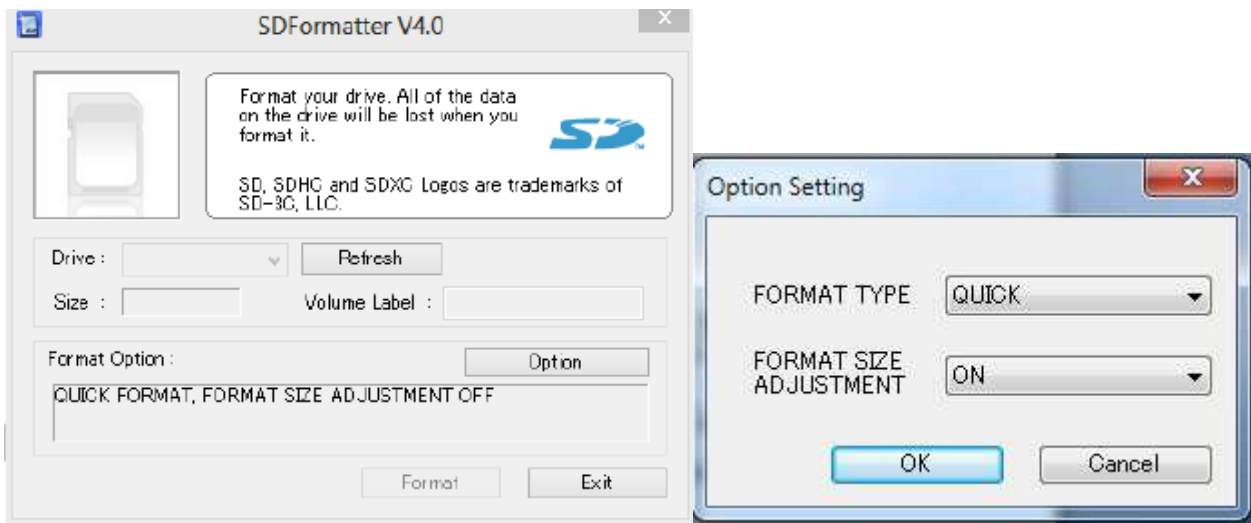 SDFormatter V4.0
X
Format your drive. All of the data
on the drive will be lost when you
format it.
SD
TM
SD, SDHC and SDXC Logos are trademarks of
SD-3C, LLC.
Drive :
Refresh
Size :
Volume Label :
Format Option :
Option
QUICK FORMAT, FORMAT SIZE ADJUSTMENT OFF
Format
Exit
Option Setting
X
FORMAT TYPE
QUICK
FORMAT SIZE
ADJUSTMENT
ON
OK
Cancel